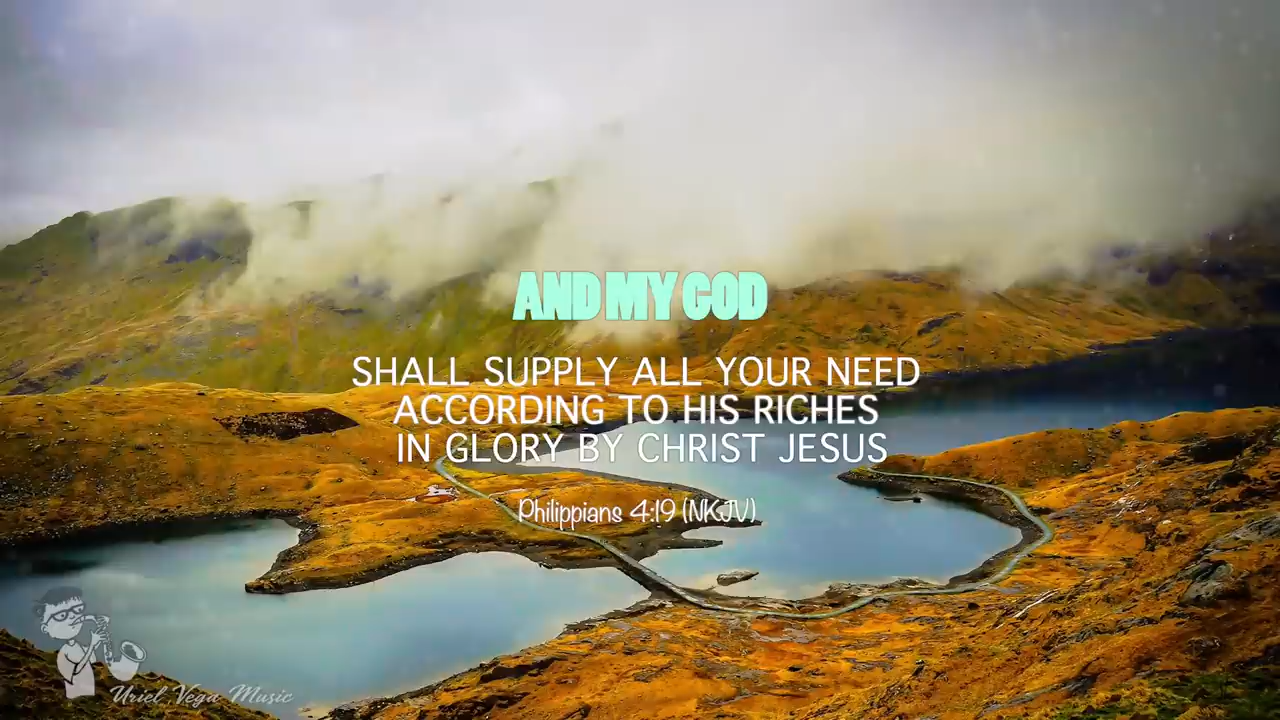 AND MY GOD
SHALL SUPPLY ALL YOUR NEED
ACCORDING TO HIS RICHES
IN GLORY BY CHRIST JESUS
Philippians 4:19 (NKJV)
Uriel Vega Music